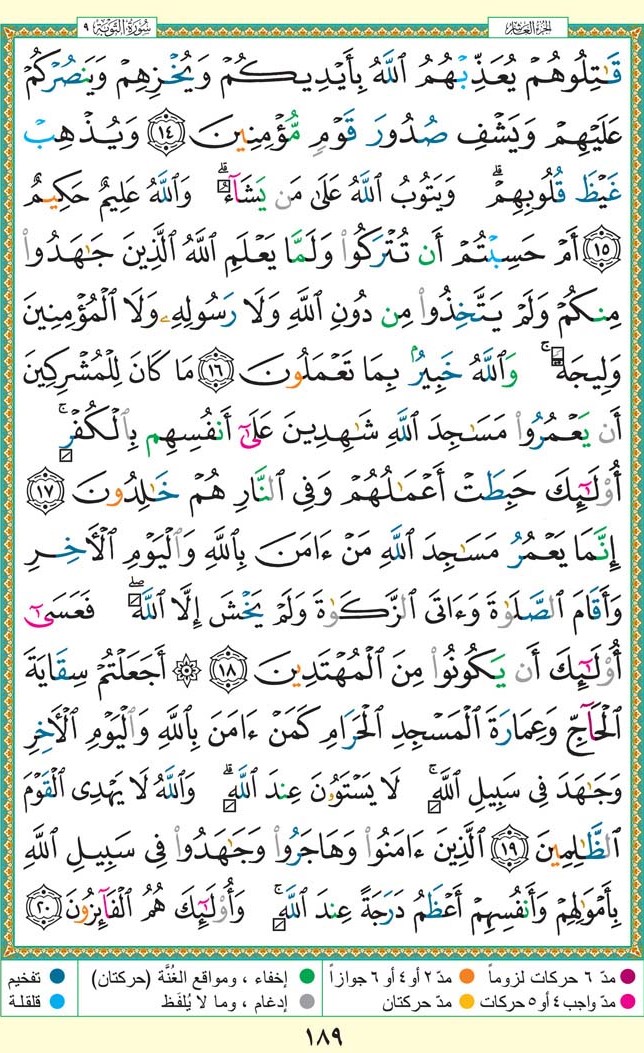 الجزء العاشر
سورة التوبة ٩
قَٰتِلُوهُمْ يُعَذِّبْهُمُ ٱللَّهُ بِأَيْدِيكُمْ وَيُخْزِهِمْ وَيَنصُرْكُمْ
عَلَيْهِمْ وَيَشْفِ صُدُورَ قَوْمٍ مُّؤْمِنِينَ ١٤ وَيُذْهِبْ
غَيْظَ قُلُوبِهِمْ ۗ وَيَتُوبُ ٱللَّهُ عَلَىٰ مَن يَشَآءُ ۗ وَٱللَّهُ عَلِيمٌ حَكِيمٌ
١٥ أَمْ حَسِبْتُمْ أَن تُتْرَكُوا۟ وَلَمَّا يَعْلَمِ ٱللَّهُ ٱلَّذِينَ جَٰهَدُوا۟
مِنكُمْ وَلَمْ يَتَّخِذُوا۟ مِن دُونِ ٱللَّهِ وَلَا رَسُولِهِۦ وَلَا ٱلْمُؤْمِنِينَ
وَلِيجَةً ۚ وَٱللَّهُ خَبِيرٌۢ بِمَا تَعْمَلُونَ ١٦ مَا كَانَ لِلْمُشْرِكِينَ
أَن يَعْمُرُوا۟ مَسَٰجِدَ ٱللَّهِ شَٰهِدِينَ عَلَىٰٓ أَنفُسِهِم بِٱلْكُفْرِ ۚ
أُو۟لَٰٓئِكَ حَبِطَتْ أَعْمَٰلُهُمْ وَفِى ٱلنَّارِ هُمْ خَٰلِدُونَ ١٧
إِنَّمَا يَعْمُرُ مَسَٰجِدَ ٱللَّهِ مَنْ ءَامَنَ بِٱللَّهِ وَٱلْيَوْمِ ٱلْءَاخِرِ
وَأَقَامَ ٱلصَّلَوٰةَ وَءَاتَى ٱلزَّكَوٰةَ وَلَمْ يَخْشَ إِلَّا ٱللَّهَ ۖ فَعَسَىٰٓ
أُو۟لَٰٓئِكَ أَن يَكُونُوا۟ مِنَ ٱلْمُهْتَدِينَ ١٨ ۞ أَجَعَلْتُمْ سِقَايَةَ
ٱلْحَآجِّ وَعِمَارَةَ ٱلْمَسْجِدِ ٱلْحَرَامِ كَمَنْ ءَامَنَ بِٱللَّهِ وَٱلْيَوْمِ ٱلْءَاخِرِ
وَجَٰهَدَ فِى سَبِيلِ ٱللَّهِ ۚ لَا يَسْتَوُۥنَ عِندَ ٱللَّهِ ۗ وَٱللَّهُ لَا يَهْدِى ٱلْقَوْمَ
ٱلظَّٰلِمِينَ ١٩ ٱلَّذِينَ ءَامَنُوا۟ وَهَاجَرُوا۟ وَجَٰهَدُوا۟ فِى سَبِيلِ ٱللَّهِ
بِأَمْوَٰلِهِمْ وَأَنفُسِهِمْ أَعْظَمُ دَرَجَةً عِندَ ٱللَّهِ ۚ وَأُو۟لَٰٓئِكَ هُمُ ٱلْفَآئِزُونَ ٢٠
مدّ ٦ حركات لزوماً مدّ ٢ أو ٤ أو ٦ جوازاً إخفاء ، ومواقع الغُنَّة (حركتان) تفخيم
مدّ واجب ٤ أو ٥ حركات مدّ حركتان إدغام ، وما لا يُلفَظ قلقلة
١٨٩